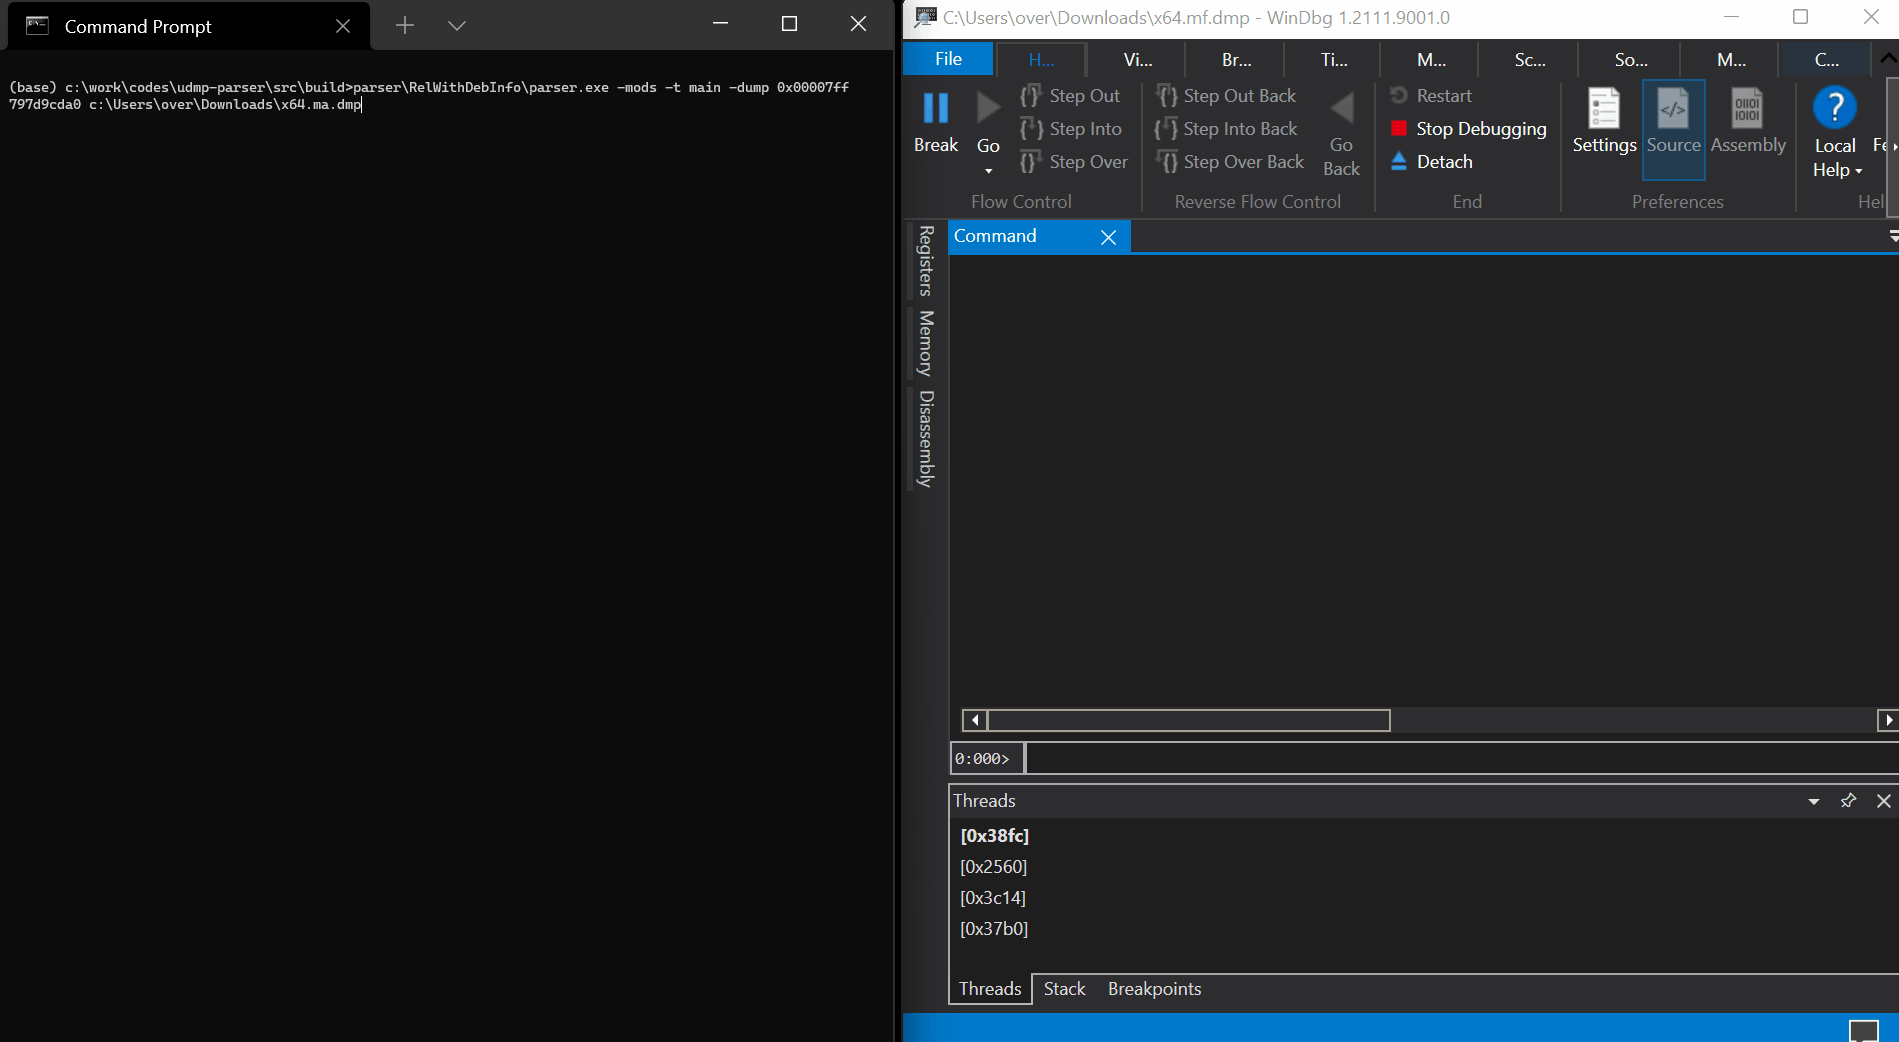 Command Prompt
(base) c:\work\codes\udmp-parser\src\build>parser\RelWithDebInfo\parser.exe -mods -t main -dump 0x00007ff
797d9cda0 c:\Users\over\Downloads\x64.ma.dmp
C:\Users\over\Downloads\x64.mf.dmp - WinDbg 1.2111.9001.0
File H... Vi... Br... Ti... M... Sc... So... M... C...
Break
Go
Step Out
Step Into
Step Over
Flow Control
Step Out Back
Step Into Back
Step Over Back
Go
Back
Reverse Flow Control
Restart
Stop Debugging
Detach
End
Settings
Source
Assembly
Preferences
Local
Help
Fe
Hel
Registers
Memory
Disassembly
Command
0:000>
Threads
[0x38fc]
[0x2560]
[0x3c14]
[0x37b0]
Threads Stack Breakpoints